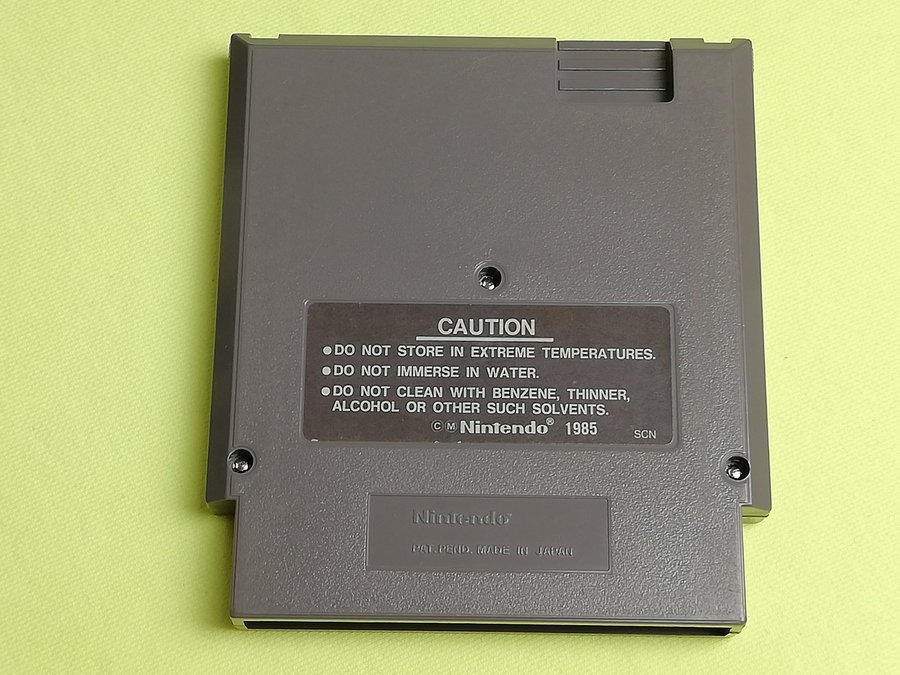 CAUTION
●DO NOT STORE IN EXTREME TEMPERATURES.
●DO NOT IMMERSE IN WATER.
●DO NOT CLEAN WITH BENZENE, THINNER,
ALCOHOL OR OTHER SUCH SOLVENTS.
©Ⓜ Nintendo® 1985
SCN
Nintendo
PAT. PEND. MADE IN JAPAN